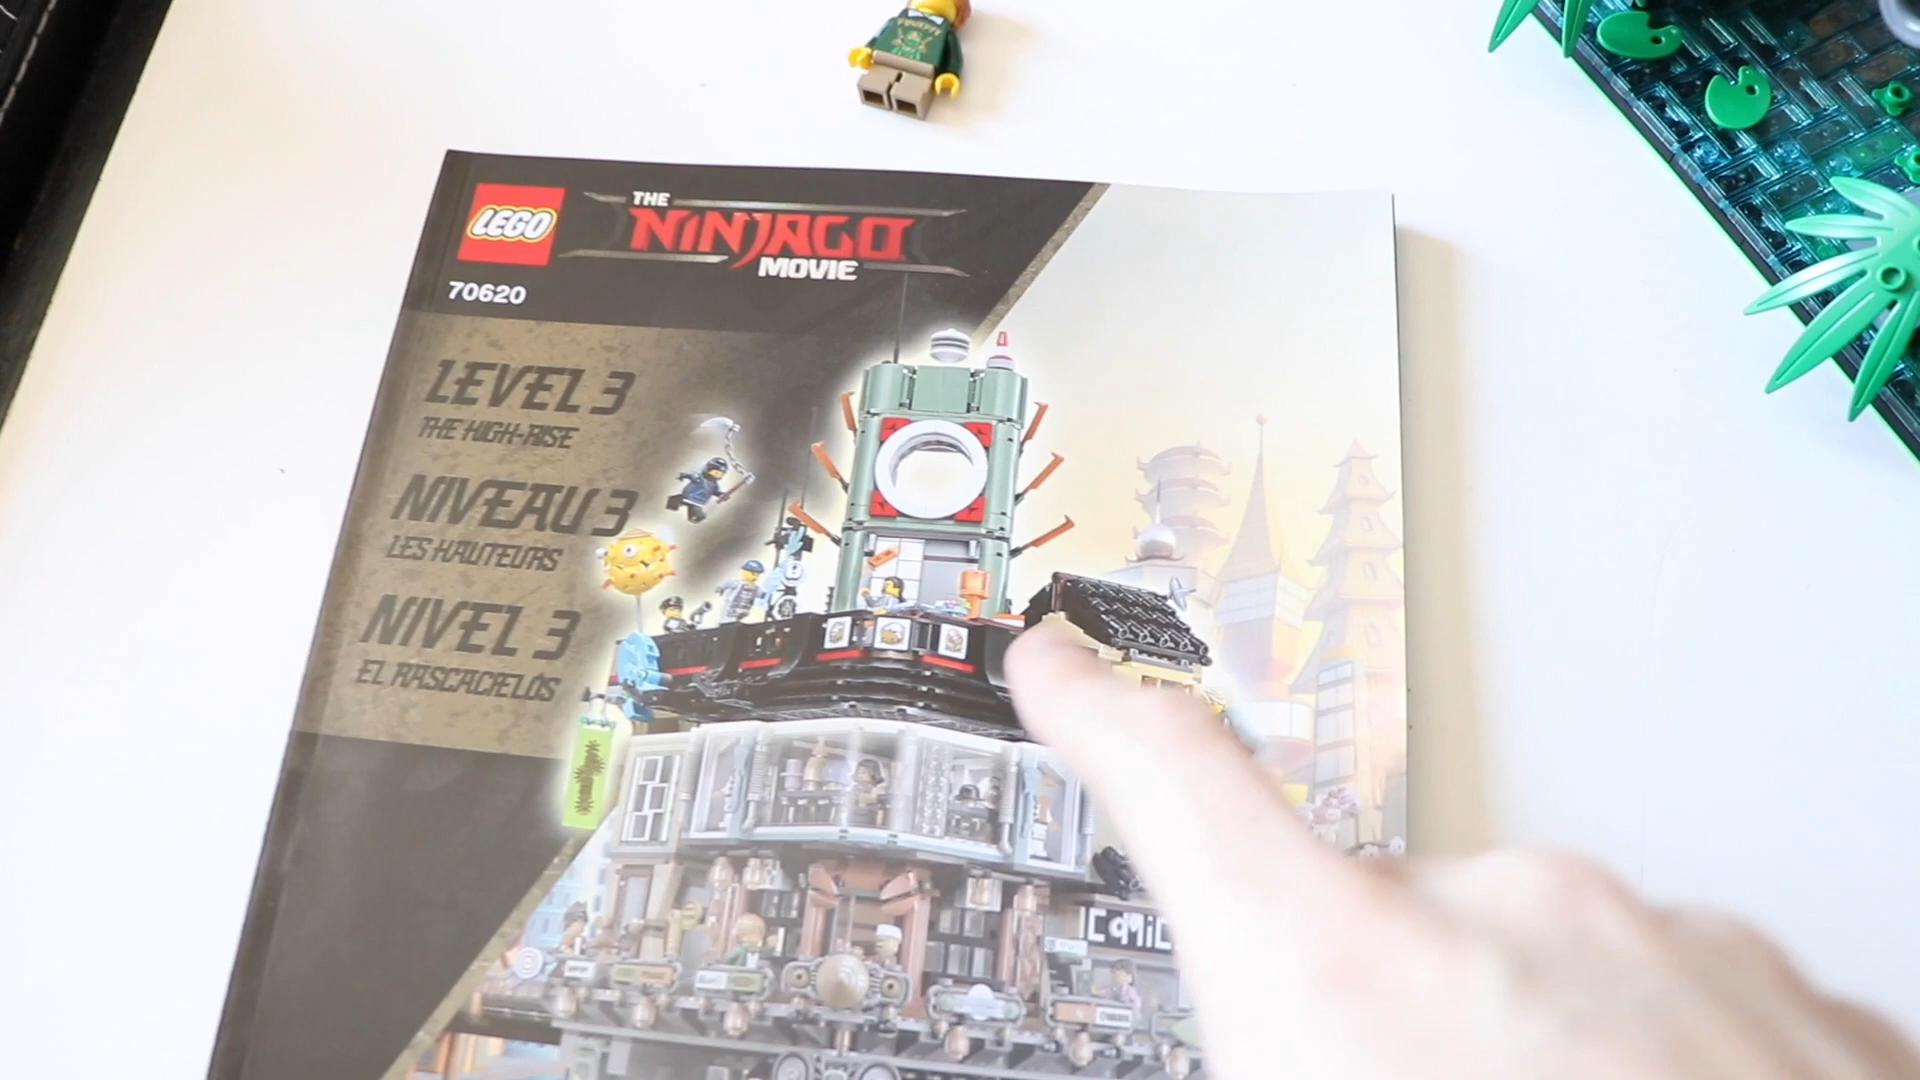 LEGO
THE
NINJAGO
MOVIE
70620
LEVEL 3
THE HIGH-RISE
NIVEAU 3
LES HAUTEURS
NIVEL 3
EL RASCACIELOS